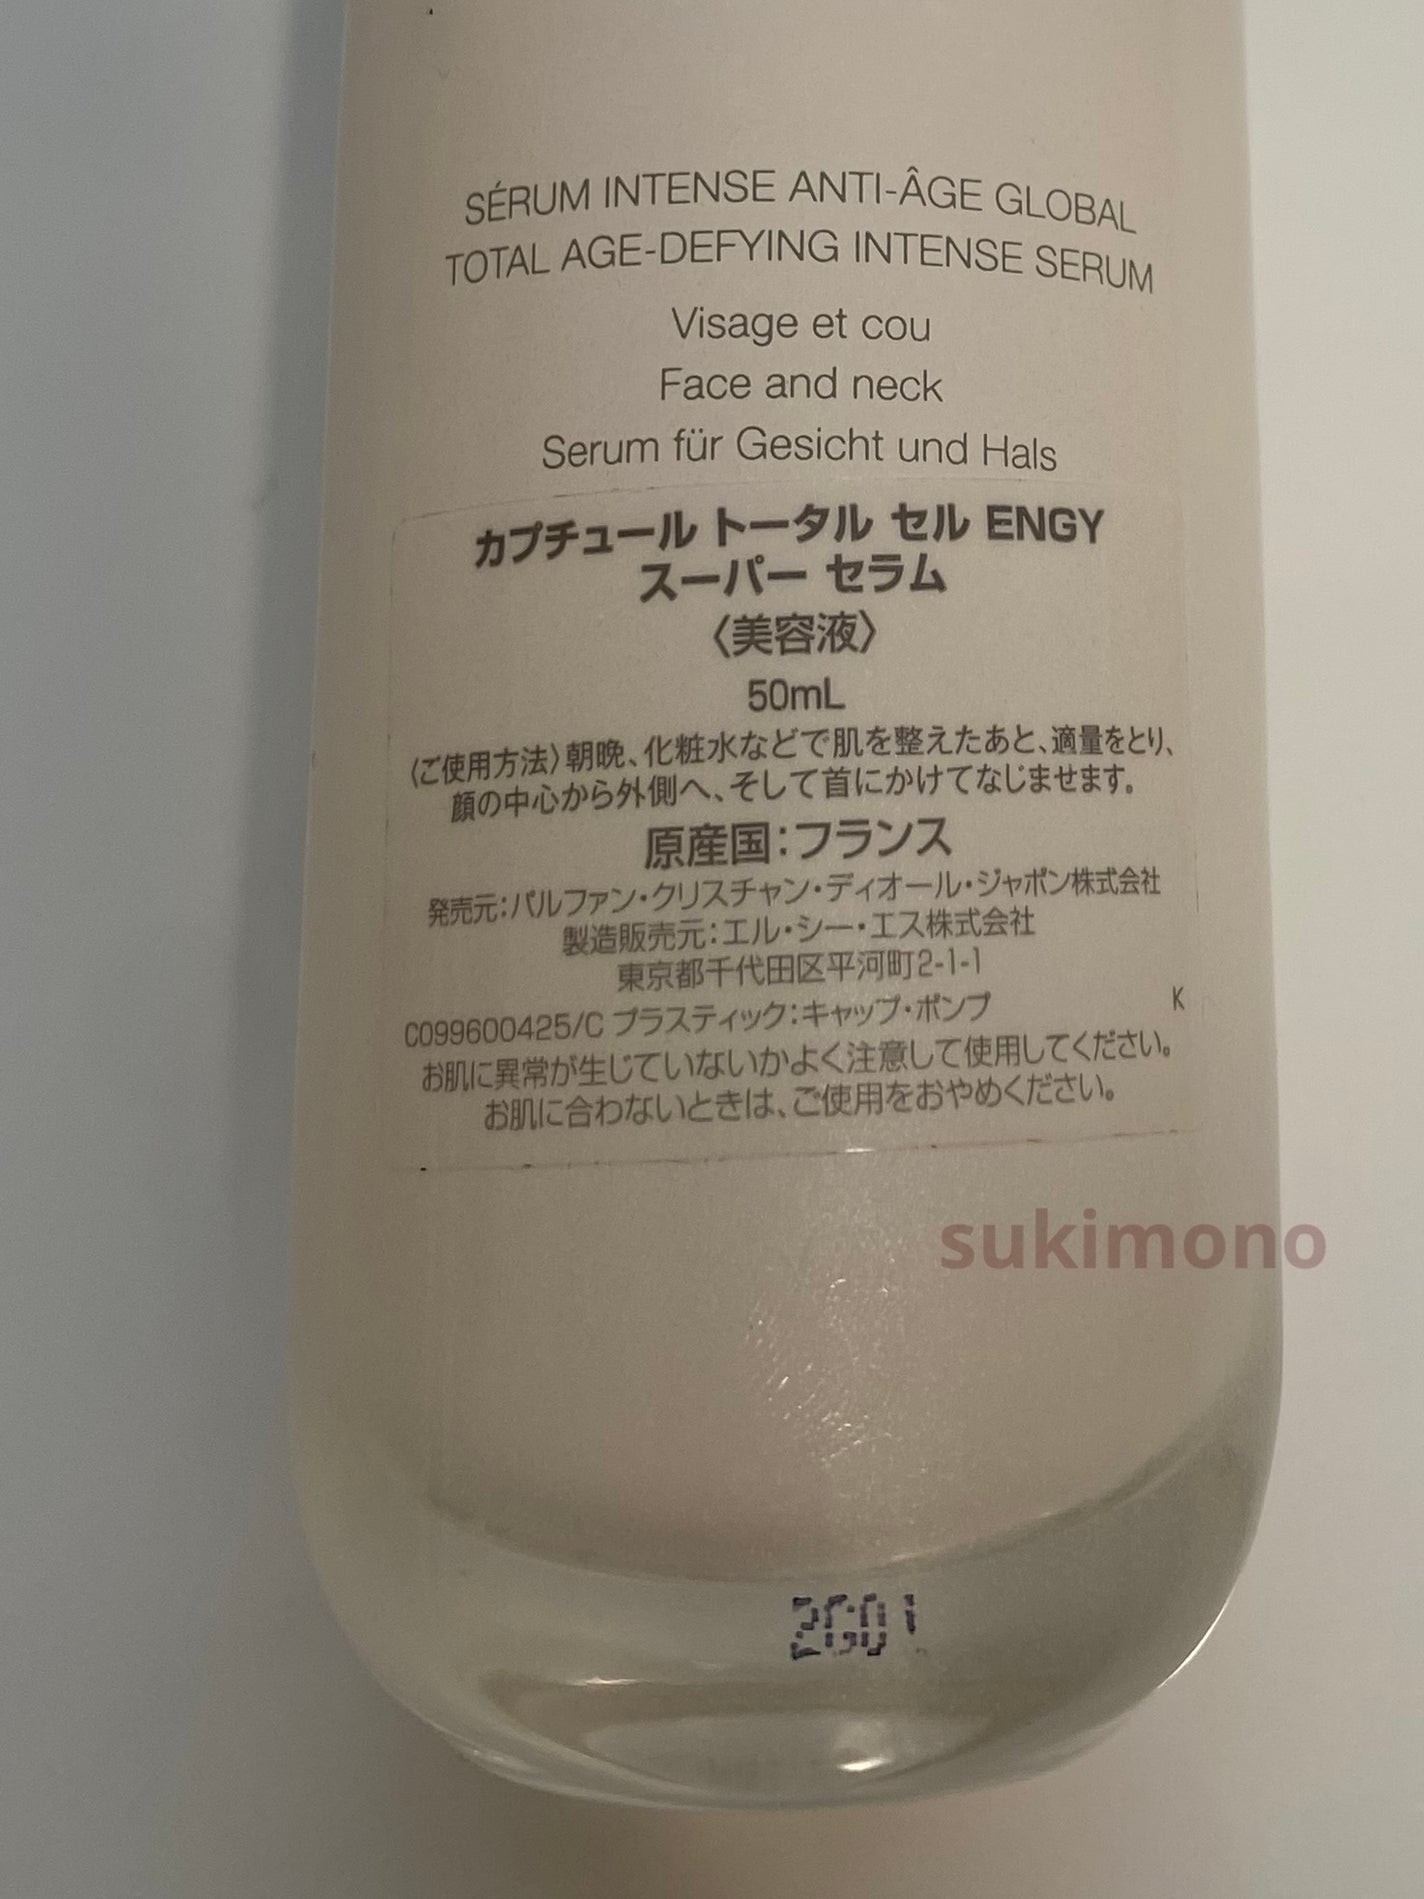 SÉRUM INTENSE ANTI-ÂGE GLOBAL
TOTAL AGE-DEFYING INTENSE SERUM
Visage et cou
Face and neck
Serum für Gesicht und Hals
カプチュール トータル セル ENGY
スーパー セラム
〈美容液〉
50mL
〈ご使用方法〉朝晩、化粧水などで肌を整えたあと、適量をとり、
顔の中心から外側へ、そして首にかけてなじませます。
原産国：フランス
発売元：パルファン・クリスチャン・ディオール・ジャポン株式会社
製造販売元：エル・シー・エス株式会社
東京都千代田区平河町2-1-1
C099600425/C プラスティック：キャップ・ポンプ K
お肌に異常が生じていないかよく注意して使用してください。
お肌に合わないときは、ご使用をおやめください。
sukimono
2G01